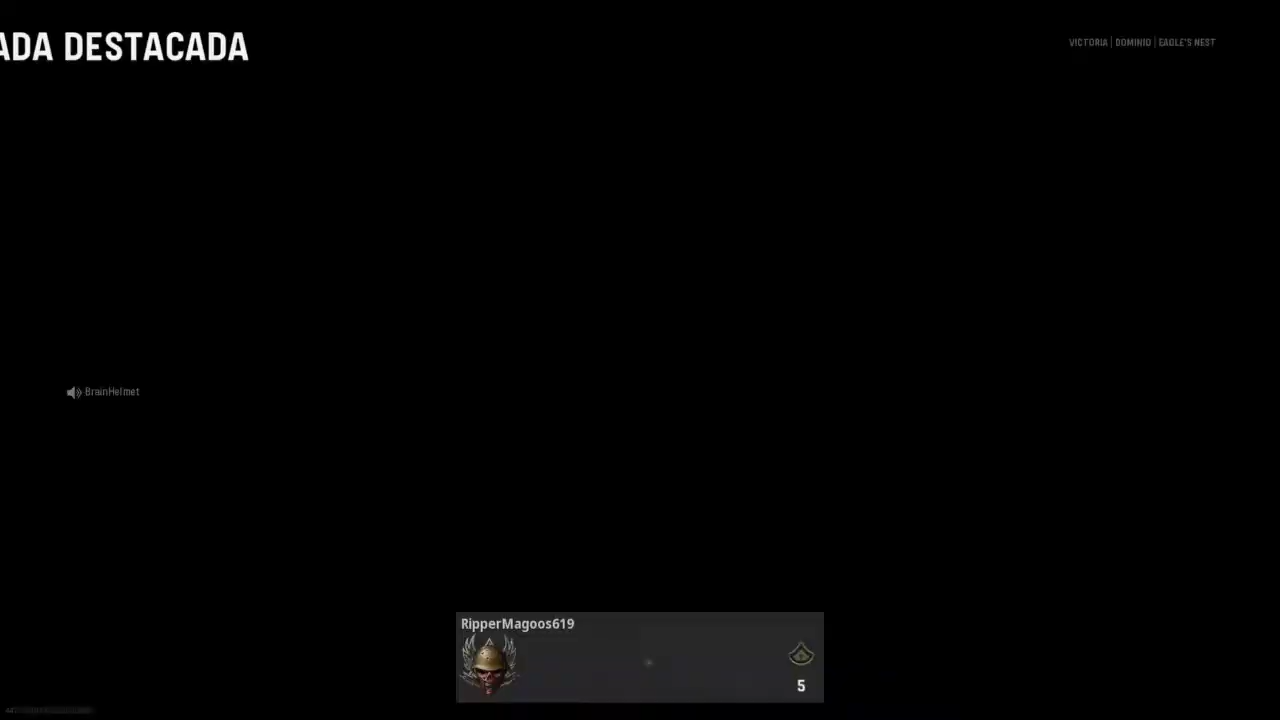 ADA DESTACADA
VICTORIA | DOMINIO | EAGLE'S NEST
BrainHelmet
RipperMagoos619
5